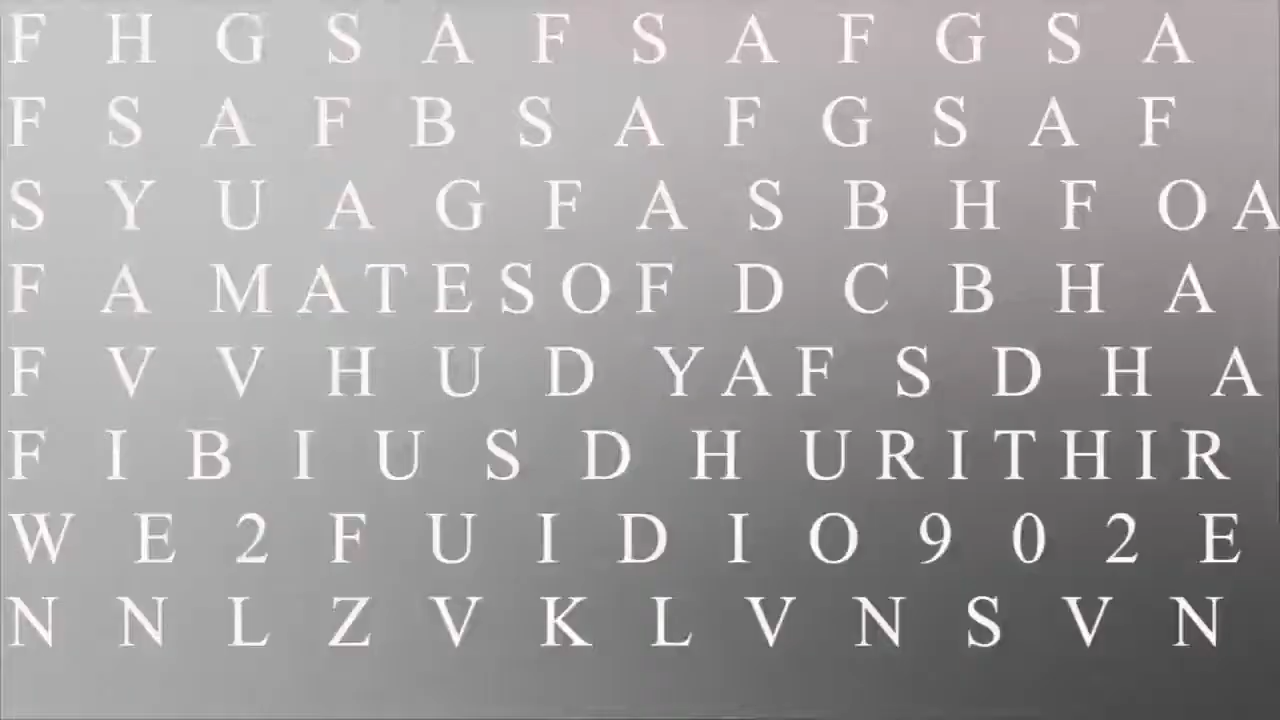 F H G S A F S A F G S A
F S A F B S A F G S A F
S Y U A G F A S B H F O A
F A M A T E S O F D C B H A
F V V H U D Y A F S D H A
F I B I U S D H U R I T H I R
W E 2 F U I D I O 9 0 2 E
N N L Z V K L V N S V N